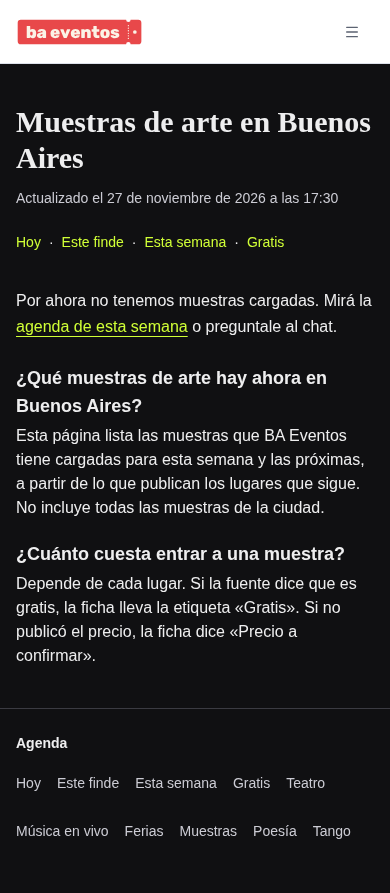 ba eventos
Muestras de arte en Buenos
Aires
Actualizado el 27 de noviembre de 2026 a las 17:30
Hoy · Este finde · Esta semana · Gratis
Por ahora no tenemos muestras cargadas. Mirá la
agenda de esta semana o preguntale al chat.
¿Qué muestras de arte hay ahora en
Buenos Aires?
Esta página lista las muestras que BA Eventos
tiene cargadas para esta semana y las próximas,
a partir de lo que publican los lugares que sigue.
No incluye todas las muestras de la ciudad.
¿Cuánto cuesta entrar a una muestra?
Depende de cada lugar. Si la fuente dice que es
gratis, la ficha lleva la etiqueta «Gratis». Si no
publicó el precio, la ficha dice «Precio a
confirmar».
Agenda
Hoy Este finde Esta semana Gratis Teatro
Música en vivo Ferias Muestras Poesía Tango